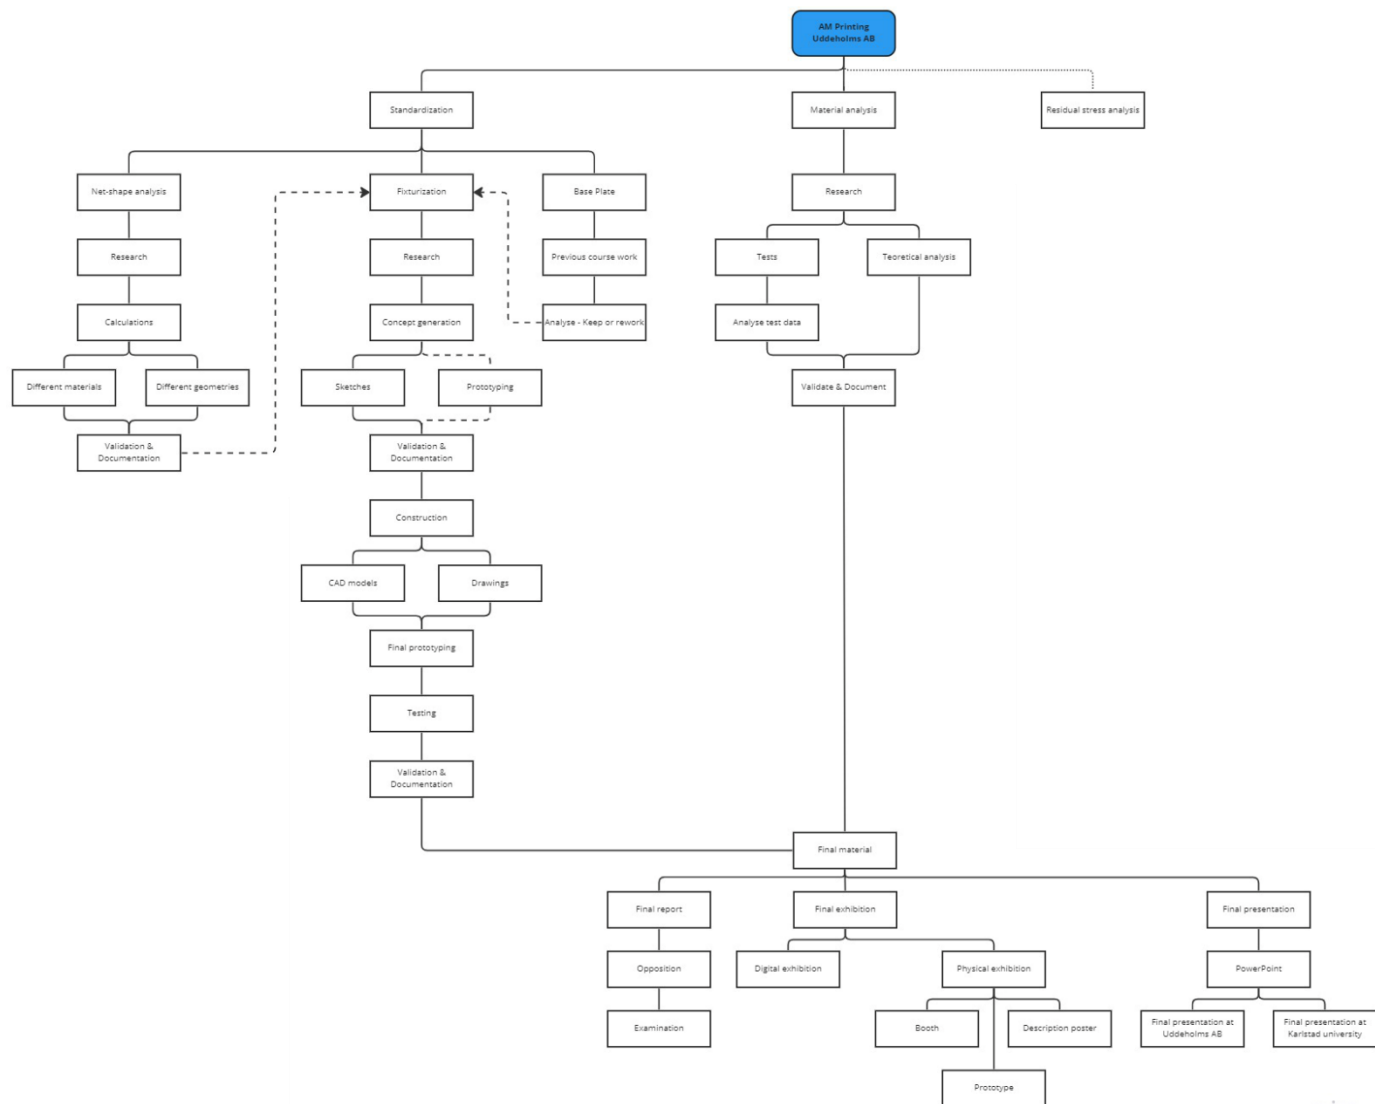 AM Printing
Uddeholms AB
Standardization
Material analysis
Residual stress analysis
Net-shape analysis
Fixturization
Base Plate
Research
Research
Research
Previous course work
Tests
Teoretical analysis
Calculations
Concept generation
Analyse - Keep or rework
Analyse test data
Different materials
Different geometries
Sketches
Prototyping
Validate & Document
Validation &
Documentation
Validation &
Documentation
Construction
CAD models
Drawings
Final prototyping
Testing
Validation &
Documentation
Final material
Final report
Final exhibition
Final presentation
Opposition
Digital exhibition
Physical exhibition
PowerPoint
Examination
Booth
Description poster
Final presentation at
Uddeholms AB
Final presentation at
Karlstad university
Prototype